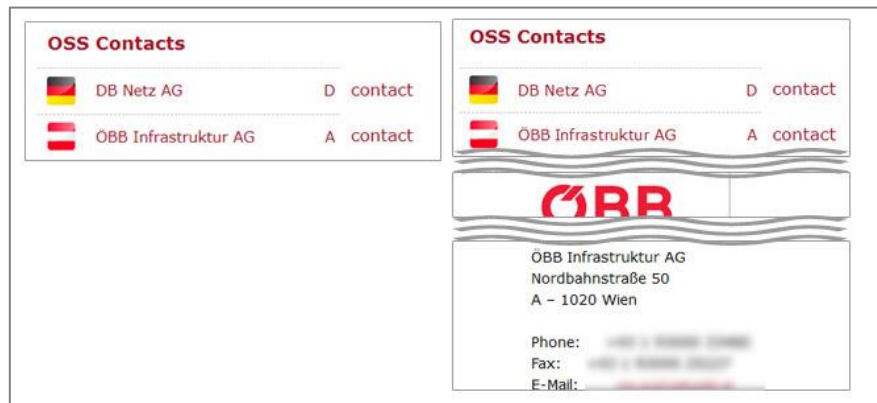 OSS Contacts
DB Netz AG D contact
ÖBB Infrastruktur AG A contact
OSS Contacts
DB Netz AG D contact
ÖBB Infrastruktur AG A contact
ÖBB
ÖBB Infrastruktur AG
Nordbahnstraße 50
A – 1020 Wien
Phone:
Fax:
E-Mail: